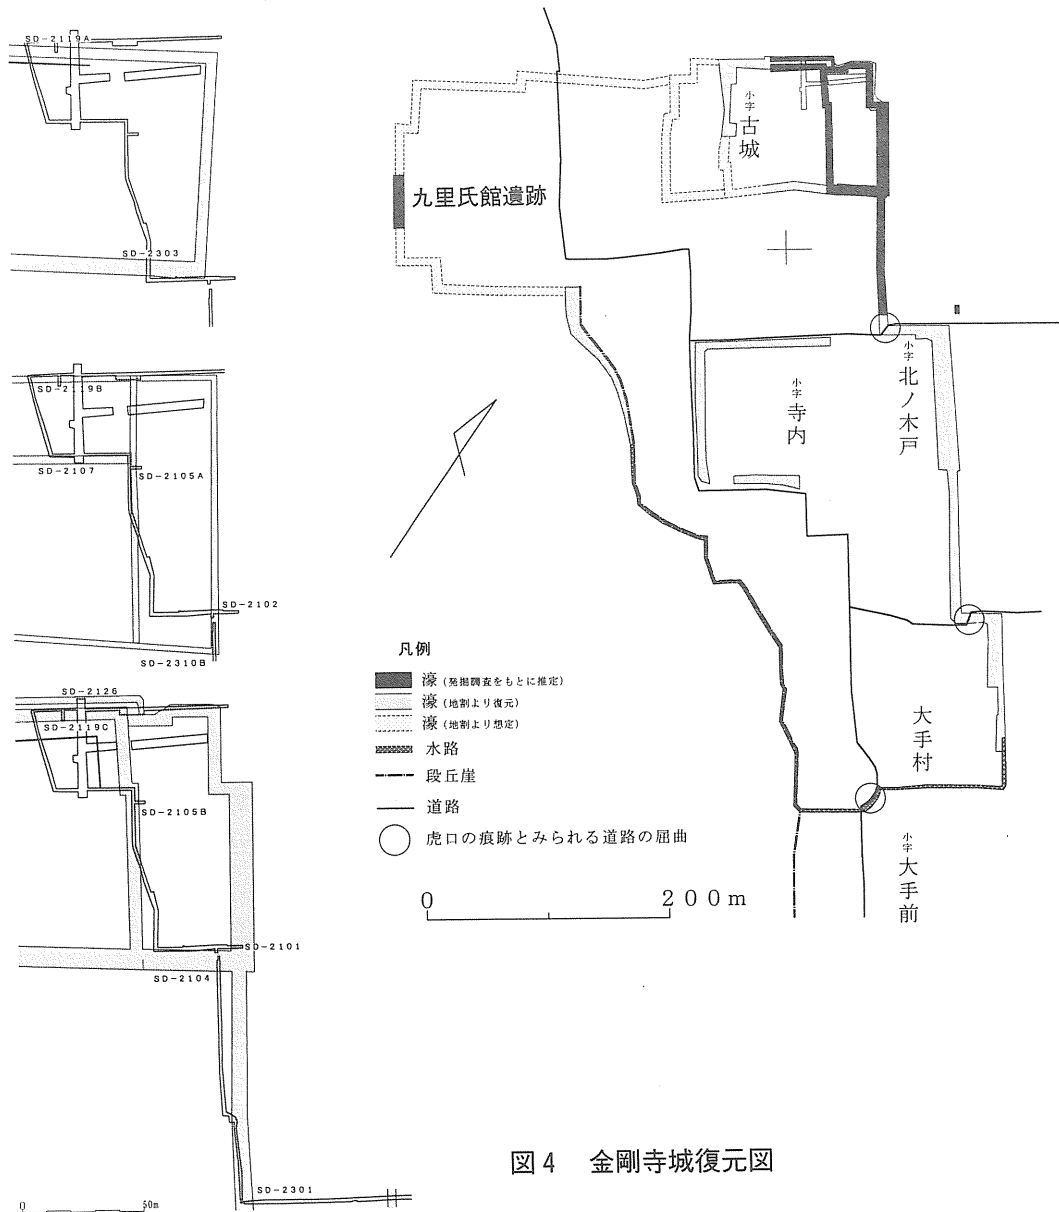 SD-2119A
SD-2303
SD-2119B
SD-2107
SD-2105A
SD-2102
SD-2310B
SD-2126
SD-2119C
SD-2105B
SD-2101
SD-2104
SD-2301
0 50m
九里氏館遺跡
小字 古城
小字 北ノ木戸
小字 寺内
大手村
小字 大手前
凡例
濠 (発掘調査をもとに推定)
濠 (地割より復元)
濠 (地割より想定)
水路
段丘崖
道路
虎口の痕跡とみられる道路の屈曲
0 200m
図4 金剛寺城復元図